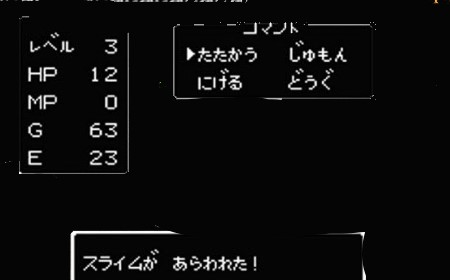 レベル 3
HP 12
MP 0
G 63
E 23
コマンド
▶たたかう じゅもん
にげる どうぐ
スライムが あらわれた！